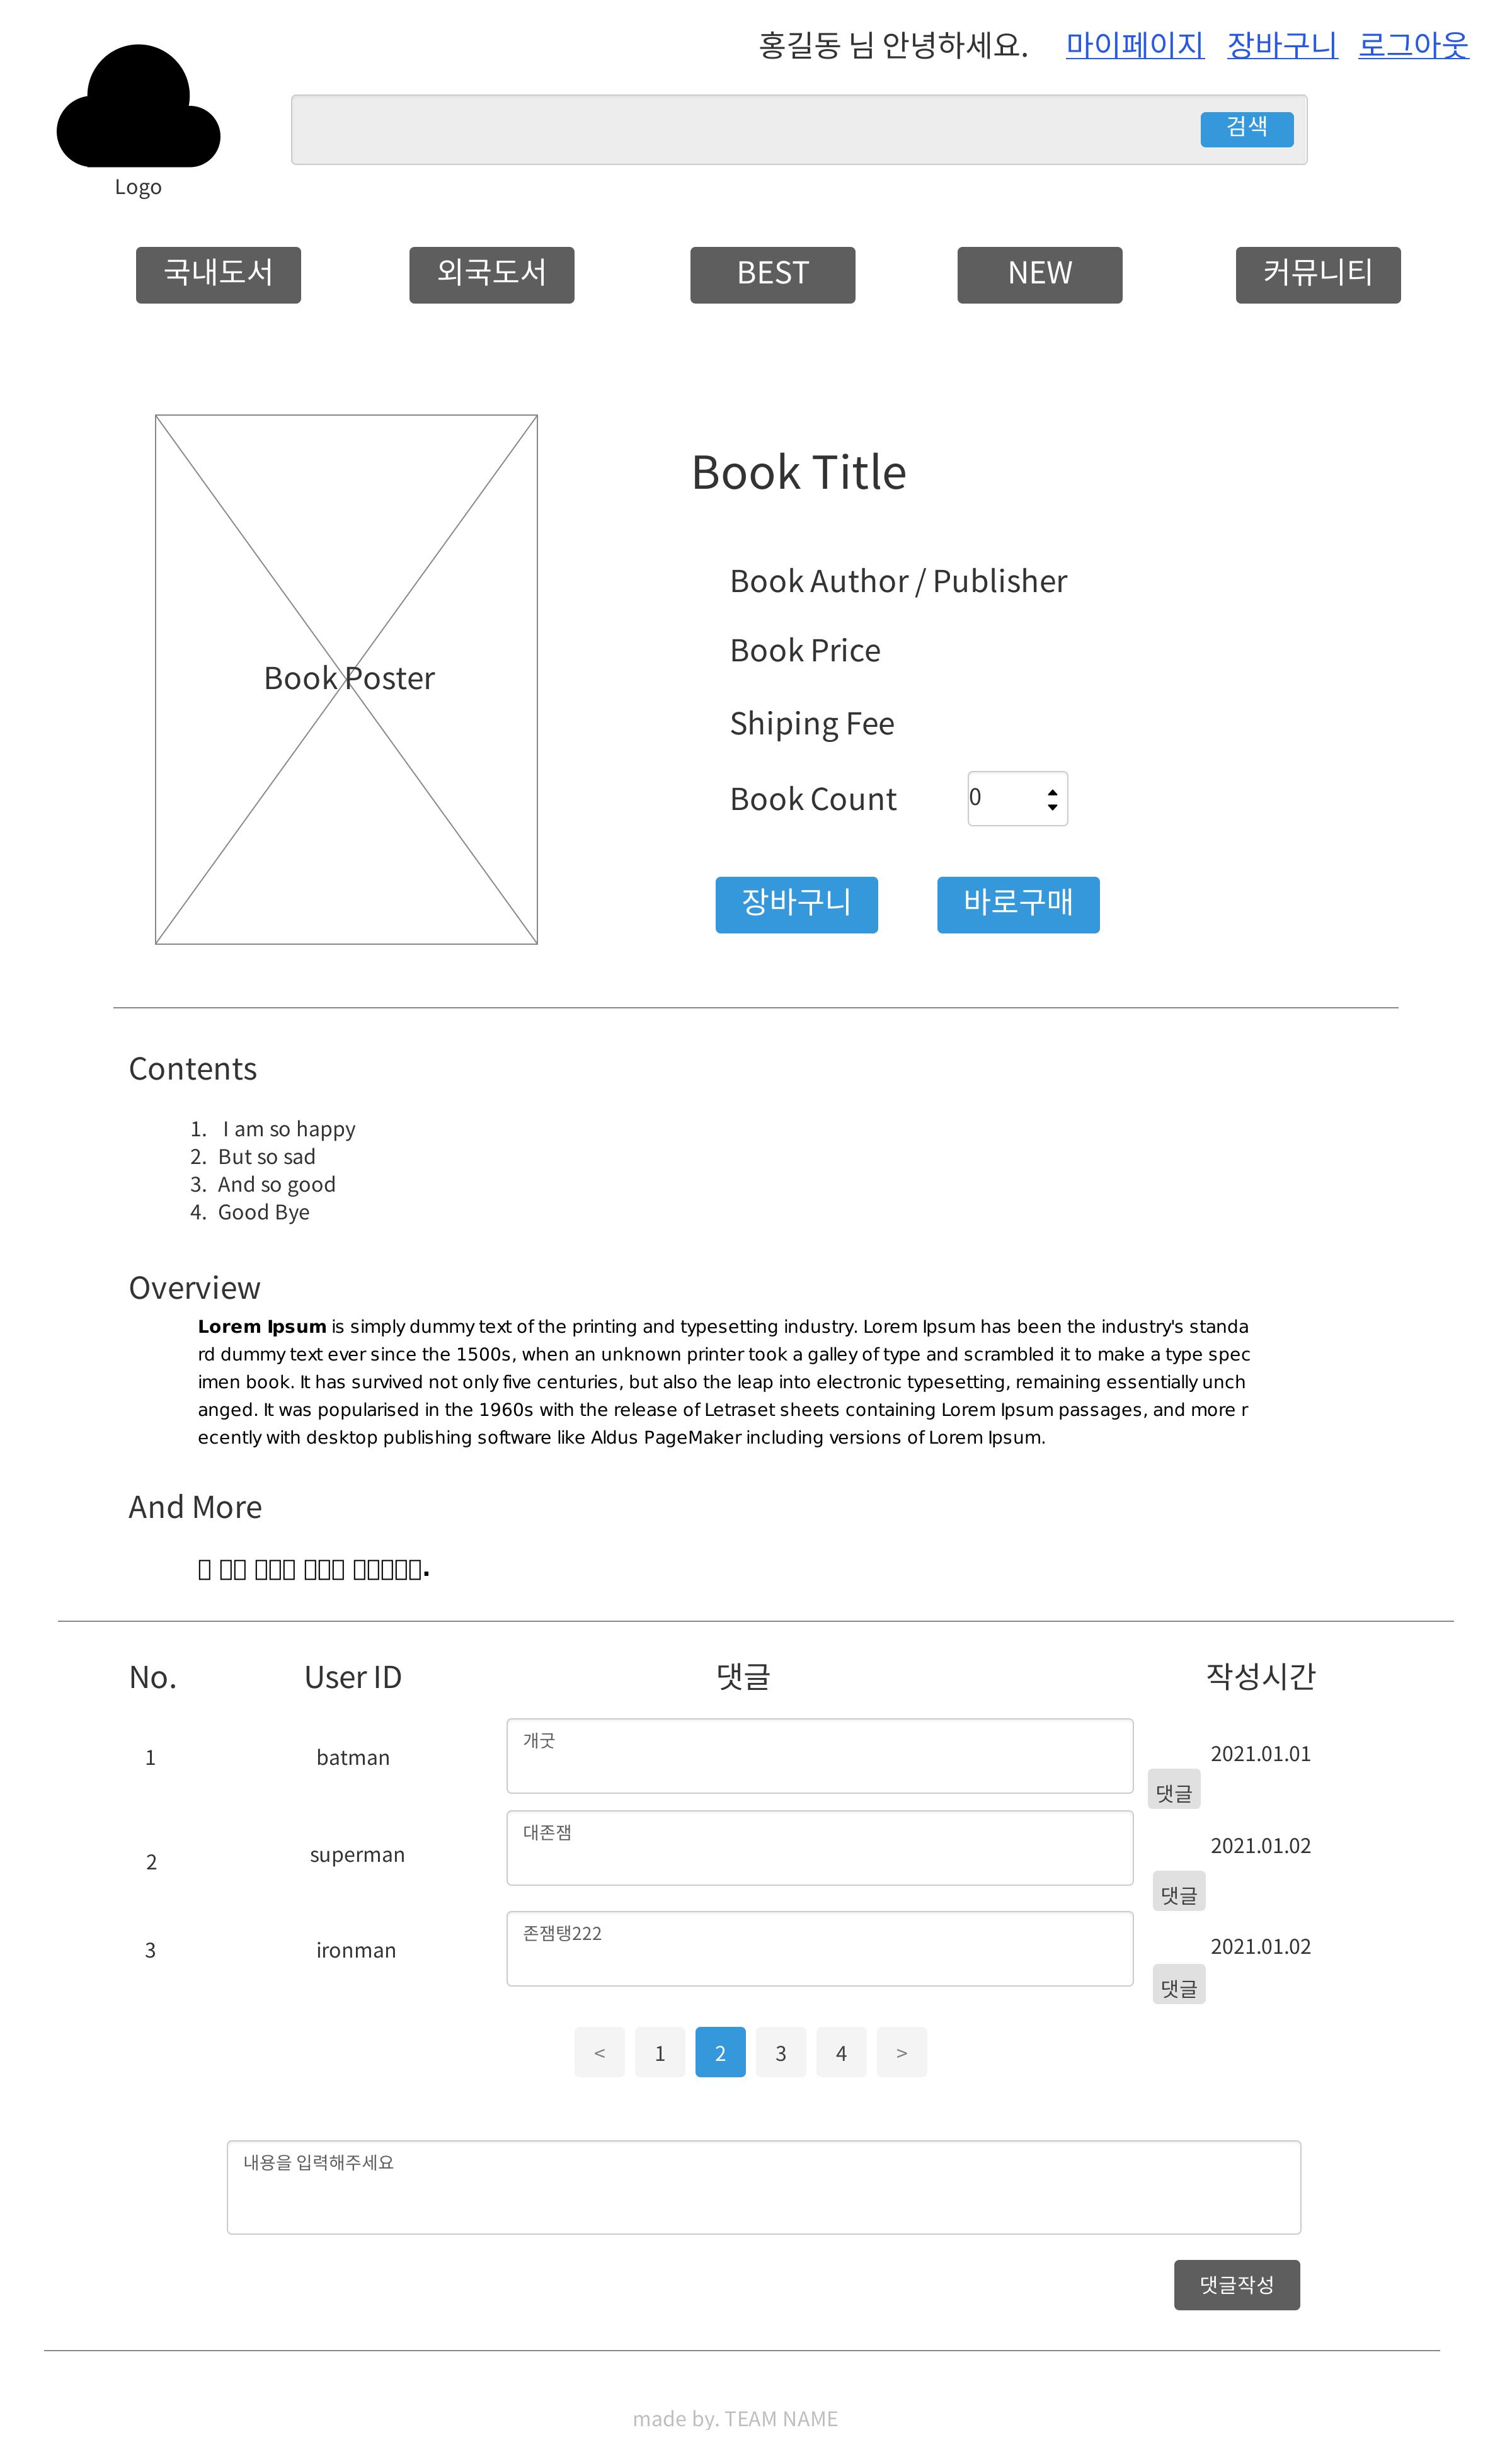 홍길동 님 안녕하세요. 마이페이지 장바구니 로그아웃
검색
Logo
국내도서 외국도서 BEST NEW 커뮤니티
Book Title
Book Author / Publisher
Book Price
Book Poster
Shiping Fee
Book Count 0
장바구니 바로구매
Contents
1. I am so happy
2. But so sad
3. And so good
4. Good Bye
Overview
Lorem Ipsum is simply dummy text of the printing and typesetting industry. Lorem Ipsum has been the industry's standa
rd dummy text ever since the 1500s, when an unknown printer took a galley of type and scrambled it to make a type spec
imen book. It has survived not only five centuries, but also the leap into electronic typesetting, remaining essentially unch
anged. It was popularised in the 1960s with the release of Letraset sheets containing Lorem Ipsum passages, and more r
ecently with desktop publishing software like Aldus PageMaker including versions of Lorem Ipsum.
And More
No. User ID 댓글 작성시간
1 batman 개굿 2021.01.01
댓글
2 superman 대존잼 2021.01.02
댓글
3 ironman 존잼탱222 2021.01.02
댓글
< 1 2 3 4 >
내용을 입력해주세요
댓글작성
made by. TEAM NAME